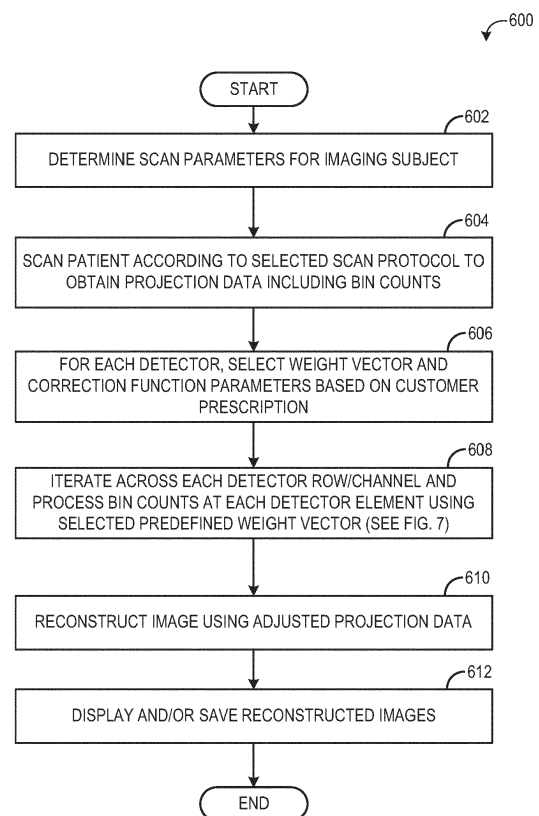 600
START
602
DETERMINE SCAN PARAMETERS FOR IMAGING SUBJECT
604
SCAN PATIENT ACCORDING TO SELECTED SCAN PROTOCOL TO
OBTAIN PROJECTION DATA INCLUDING BIN COUNTS
606
FOR EACH DETECTOR, SELECT WEIGHT VECTOR AND
CORRECTION FUNCTION PARAMETERS BASED ON CUSTOMER
PRESCRIPTION
608
ITERATE ACROSS EACH DETECTOR ROW/CHANNEL AND
PROCESS BIN COUNTS AT EACH DETECTOR ELEMENT USING
SELECTED PREDEFINED WEIGHT VECTOR (SEE FIG. 7)
610
RECONSTRUCT IMAGE USING ADJUSTED PROJECTION DATA
612
DISPLAY AND/OR SAVE RECONSTRUCTED IMAGES
END